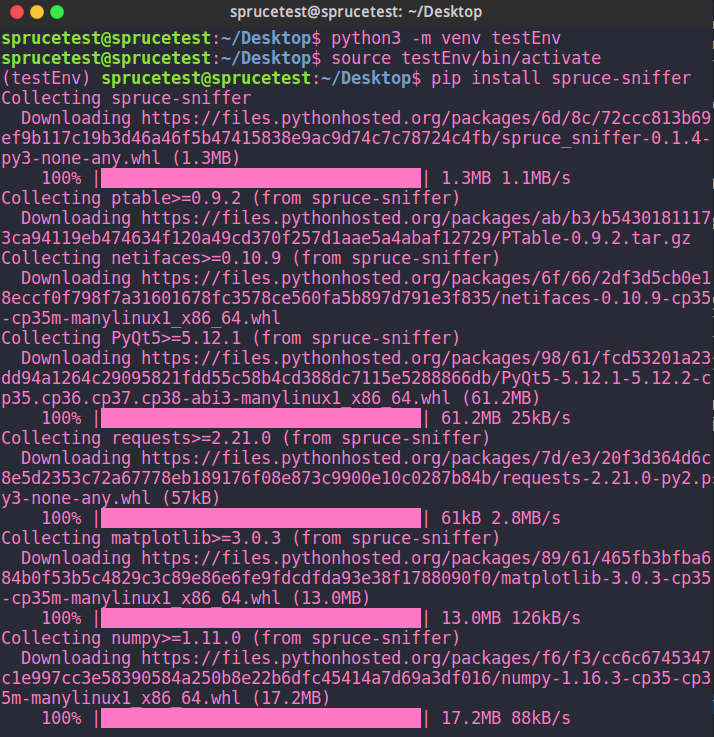 sprucetest@sprucetest: ~/Desktop
sprucetest@sprucetest:~/Desktop$ python3 -m venv testEnv
sprucetest@sprucetest:~/Desktop$ source testEnv/bin/activate
(testEnv) sprucetest@sprucetest:~/Desktop$ pip install spruce-sniffer
Collecting spruce-sniffer
  Downloading https://files.pythonhosted.org/packages/6d/8c/72ccc813b69
ef9b117c19b3d46a46f5b47415838e9ac9d74c7c78724c4fb/spruce_sniffer-0.1.4-
py3-none-any.whl (1.3MB)
    100% |████████████████████████████████| 1.3MB 1.1MB/s
Collecting ptable>=0.9.2 (from spruce-sniffer)
  Downloading https://files.pythonhosted.org/packages/ab/b3/b5430181117
3ca94119eb474634f120a49cd370f257d1aae5a4abaf12729/PTable-0.9.2.tar.gz
Collecting netifaces>=0.10.9 (from spruce-sniffer)
  Downloading https://files.pythonhosted.org/packages/6f/66/2df3d5cb0e1
8eccf0f798f7a31601678fc3578ce560fa5b897d791e3f835/netifaces-0.10.9-cp35
-cp35m-manylinux1_x86_64.whl
Collecting PyQt5>=5.12.1 (from spruce-sniffer)
  Downloading https://files.pythonhosted.org/packages/98/61/fcd53201a23
dd94a1264c29095821fdd55c58b4cd388dc7115e5288866db/PyQt5-5.12.1-5.12.2-c
p35.cp36.cp37.cp38-abi3-manylinux1_x86_64.whl (61.2MB)
    100% |████████████████████████████████| 61.2MB 25kB/s
Collecting requests>=2.21.0 (from spruce-sniffer)
  Downloading https://files.pythonhosted.org/packages/7d/e3/20f3d364d6c
8e5d2353c72a67778eb189176f08e873c9900e10c0287b84b/requests-2.21.0-py2.p
y3-none-any.whl (57kB)
    100% |████████████████████████████████| 61kB 2.8MB/s
Collecting matplotlib>=3.0.3 (from spruce-sniffer)
  Downloading https://files.pythonhosted.org/packages/89/61/465fb3bfba6
84b0f53b5c4829c3c89e86e6fe9fdcdfda93e38f1788090f0/matplotlib-3.0.3-cp35
-cp35m-manylinux1_x86_64.whl (13.0MB)
    100% |████████████████████████████████| 13.0MB 126kB/s
Collecting numpy>=1.11.0 (from spruce-sniffer)
  Downloading https://files.pythonhosted.org/packages/f6/f3/cc6c6745347
c1e997cc3e58390584a250b8e22b6dfc45414a7d69a3df016/numpy-1.16.3-cp35-cp3
5m-manylinux1_x86_64.whl (17.2MB)
    100% |████████████████████████████████| 17.2MB 88kB/s